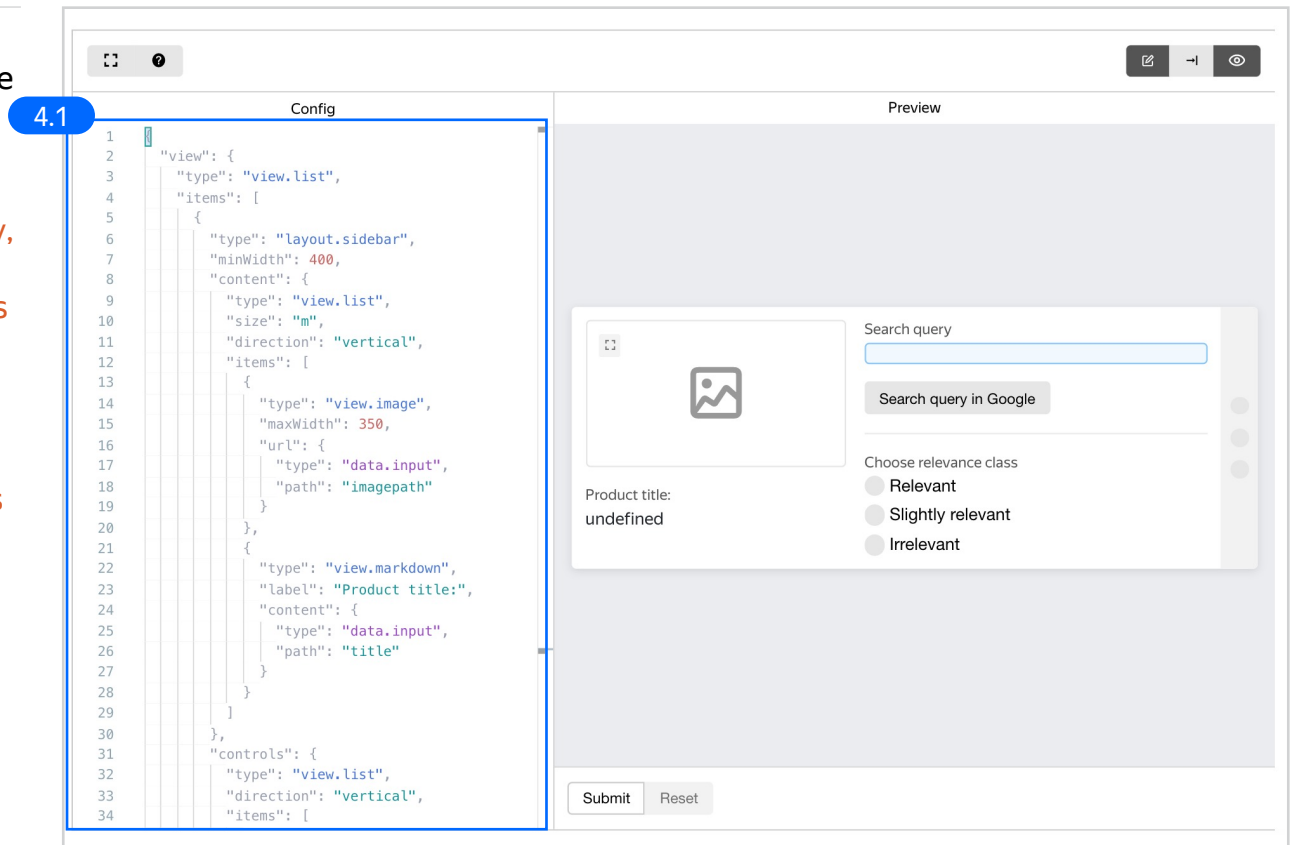 e
4.1
y,
s
s
Config
1 {
2 "view": {
3 "type": "view.list",
4 "items": [
5 {
6 "type": "layout.sidebar",
7 "minWidth": 400,
8 "content": {
9 "type": "view.list",
10 "size": "m",
11 "direction": "vertical",
12 "items": [
13 {
14 "type": "view.image",
15 "maxWidth": 350,
16 "url": {
17 "type": "data.input",
18 "path": "imagepath"
19 }
20 },
21 {
22 "type": "view.markdown",
23 "label": "Product title:",
24 "content": {
25 "type": "data.input",
26 "path": "title"
27 }
28 }
29 ]
30 },
31 "controls": {
32 "type": "view.list",
33 "direction": "vertical",
34 "items": [
Preview
Product title:
undefined
Search query
Search query in Google
Choose relevance class
Relevant
Slightly relevant
Irrelevant
Submit
Reset